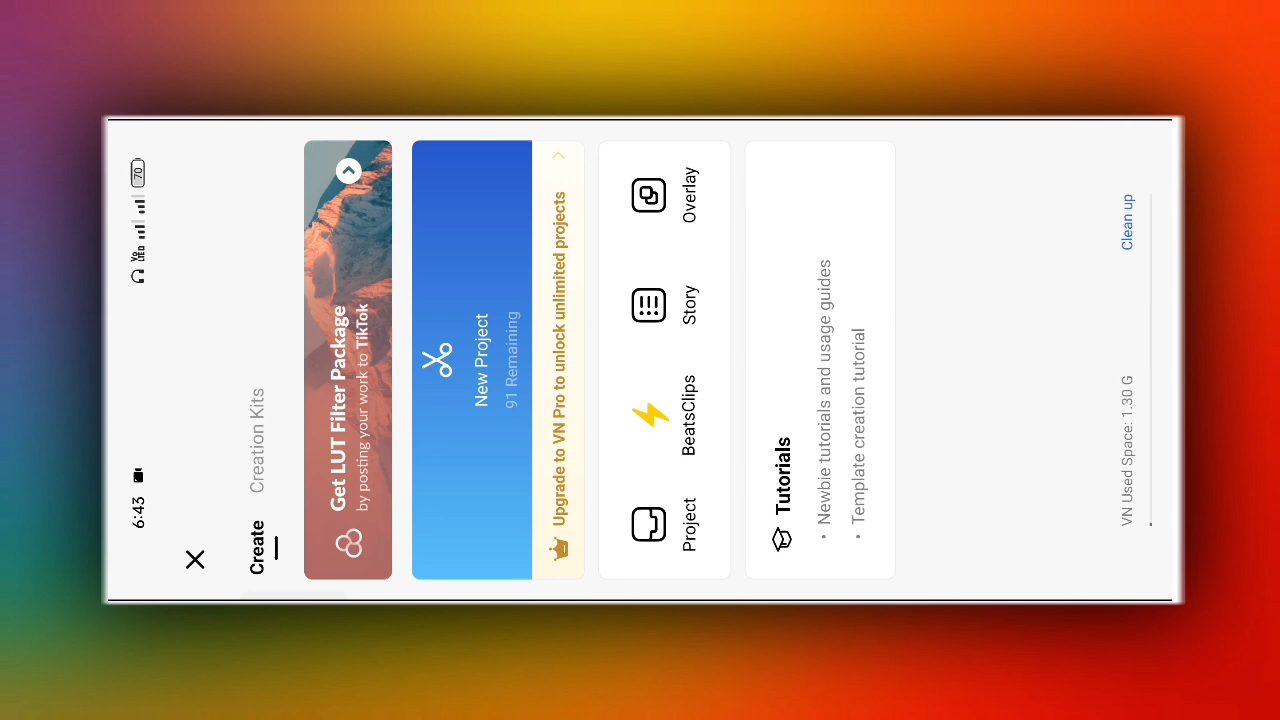 6:43
Vo
LTE
70
Create
Creation Kits
Get LUT Filter Package
by posting your work to TikTok
New Project
91 Remaining
Upgrade to VN Pro to unlock unlimited projects
Project
BeatsClips
Story
Overlay
Tutorials
• Newbie tutorials and usage guides
• Template creation tutorial
VN Used Space: 1.30 G
Clean up